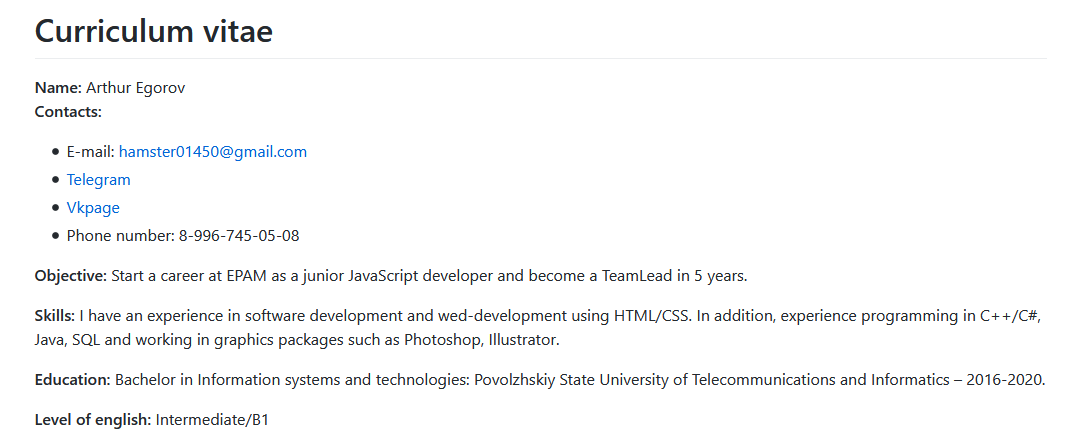 Curriculum vitae
Name: Arthur Egorov
Contacts:
E-mail: hamster01450@gmail.com
Telegram
Vkpage
Phone number: 8-996-745-05-08
Objective: Start a career at EPAM as a junior JavaScript developer and become a TeamLead in 5 years.
Skills: I have an experience in software development and wed-development using HTML/CSS. In addition, experience programming in C++/C#,
Java, SQL and working in graphics packages such as Photoshop, Illustrator.
Education: Bachelor in Information systems and technologies: Povolzhskiy State University of Telecommunications and Informatics – 2016-2020.
Level of english: Intermediate/B1